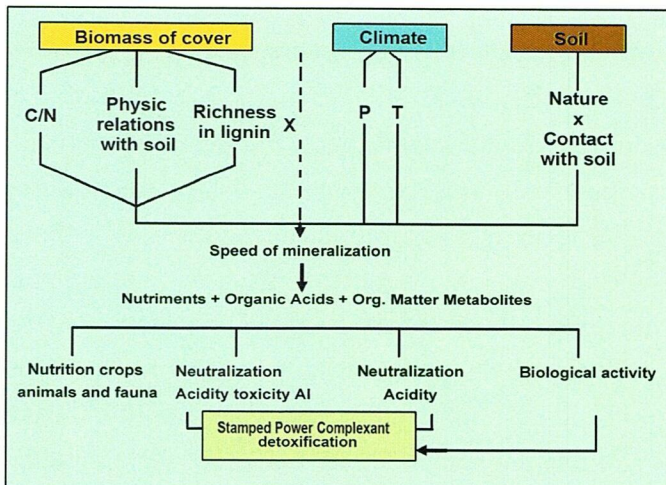 Biomass of cover
Climate
Soil
C/N
Physic
relations
with soil
Richness
in lignin
X
P
T
Nature
x
Contact
with soil
Speed of mineralization
Nutriments + Organic Acids + Org. Matter Metabolites
Nutrition crops
animals and fauna
Neutralization
Acidity toxicity Al
Neutralization
Acidity
Biological activity
Stamped Power Complexant
detoxification